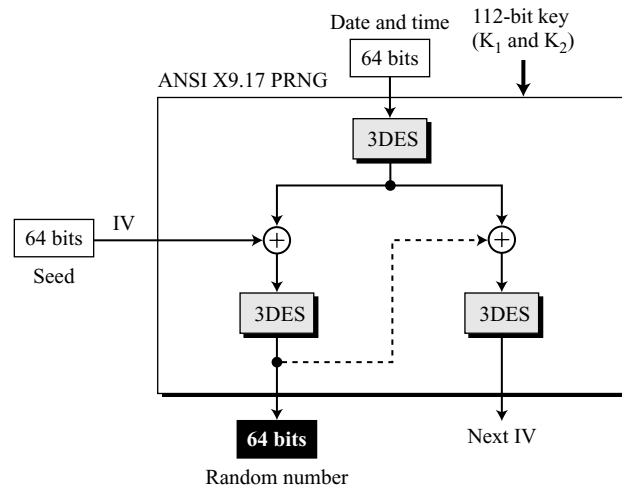 Date and time
112-bit key
(K₁ and K₂)
64 bits
ANSI X9.17 PRNG
3DES
64 bits
IV
+
+
Seed
3DES
3DES
64 bits
Next IV
Random number